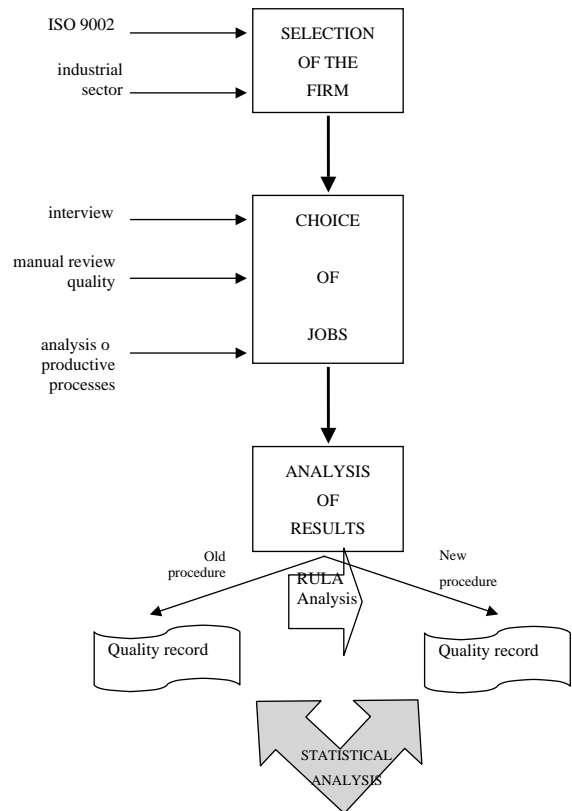 ISO 9002
industrial
sector
SELECTION
OF THE
FIRM
interview
manual review
quality
analysis o
productive
processes
CHOICE
OF
JOBS
ANALYSIS
OF
RESULTS
Old
procedure
RULA
Analysis
New
procedure
Quality record
Quality record
STATISTICAL
ANALYSIS